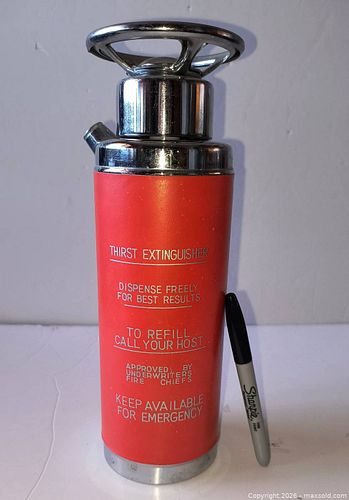 THIRST EXTINGUISHER
DISPENSE FREELY
FOR BEST RESULTS
TO REFILL
CALL YOUR HOST
APPROVED BY
UNDERWRITERS
FIRE CHIEFS
KEEP AVAILABLE
FOR EMERGENCY
Sharpie
Copyright 2026 - maxsold.com